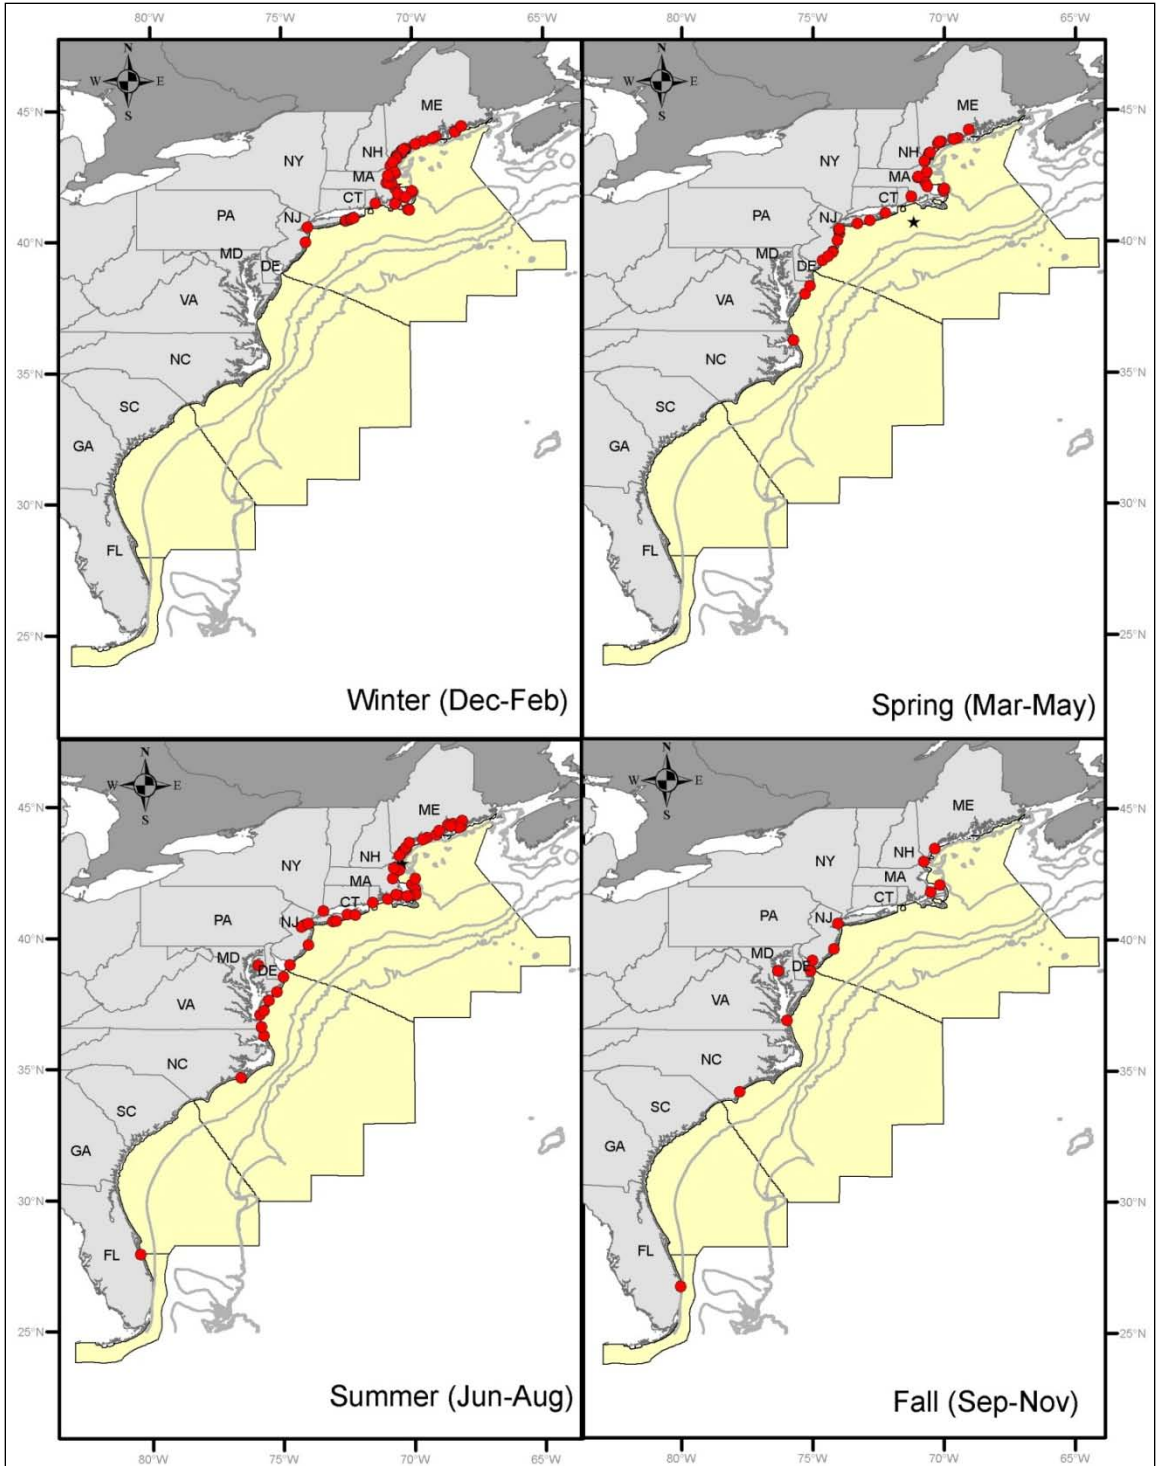 80°W 75°W 70°W 65°W 80°W 75°W 70°W 65°W
N N
W E W E
S S
45°N ME ME 45°N
NY NH NY NH
MA MA
CT CT
PA NJ PA NJ
40°N 40°N
MD DE MD DE
VA VA
NC NC
35°N 35°N
SC SC
GA GA
30°N 30°N
FL FL
25°N 25°N
Winter (Dec-Feb) Spring (Mar-May)
N N
W E W E
S S
45°N ME ME 45°N
NY NH NY NH
MA MA
CT CT
PA NJ PA NJ
40°N 40°N
MD DE MD DE
VA VA
NC NC
35°N 35°N
SC SC
GA GA
30°N 30°N
FL FL
25°N 25°N
Summer (Jun-Aug) Fall (Sep-Nov)
80°W 75°W 70°W 65°W 80°W 75°W 70°W 65°W